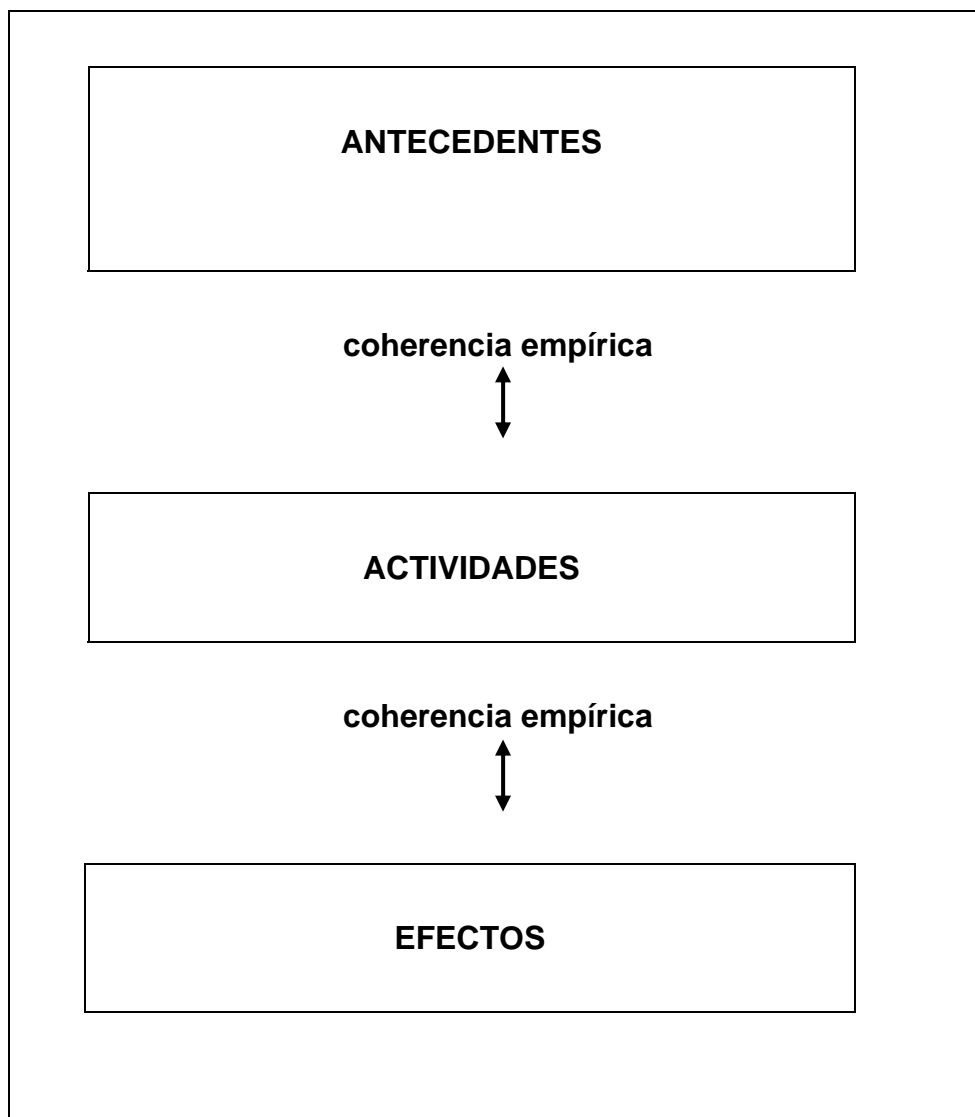 ANTECEDENTES
coherencia empírica
ACTIVIDADES
coherencia empírica
EFECTOS